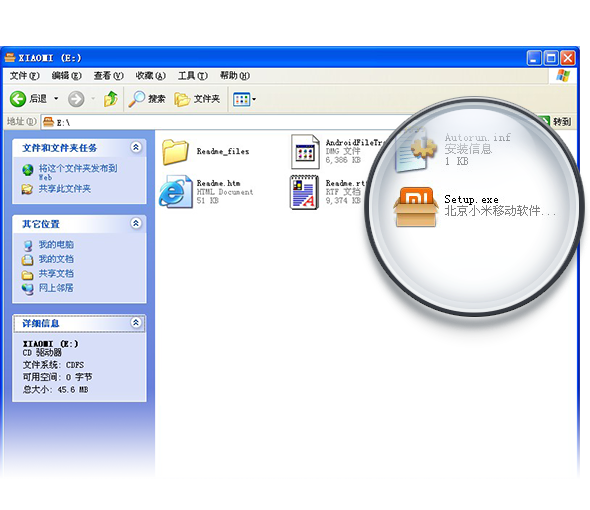 XIAOMI (E:)
文件(F) 编辑(E) 查看(V) 收藏(A) 工具(T) 帮助(H)
后退 搜索 文件夹
地址(D) E:\ 转到
文件和文件夹任务
将这个文件夹发布到
Web
共享此文件夹
其它位置
我的电脑
我的文档
共享文档
网上邻居
详细信息
XIAOMI (E:)
CD 驱动器
文件系统: CDFS
可用空间: 0 字节
总大小: 45.6 MB
Readme_files
AndroidFileTra
DMG 文件
6,386 KB
Autorun.inf
安装信息
1 KB
Readme.htm
HTML Document
51 KB
Readme.rt
RTF 文档
9,374 KB
Setup.exe
北京小米移动软件...